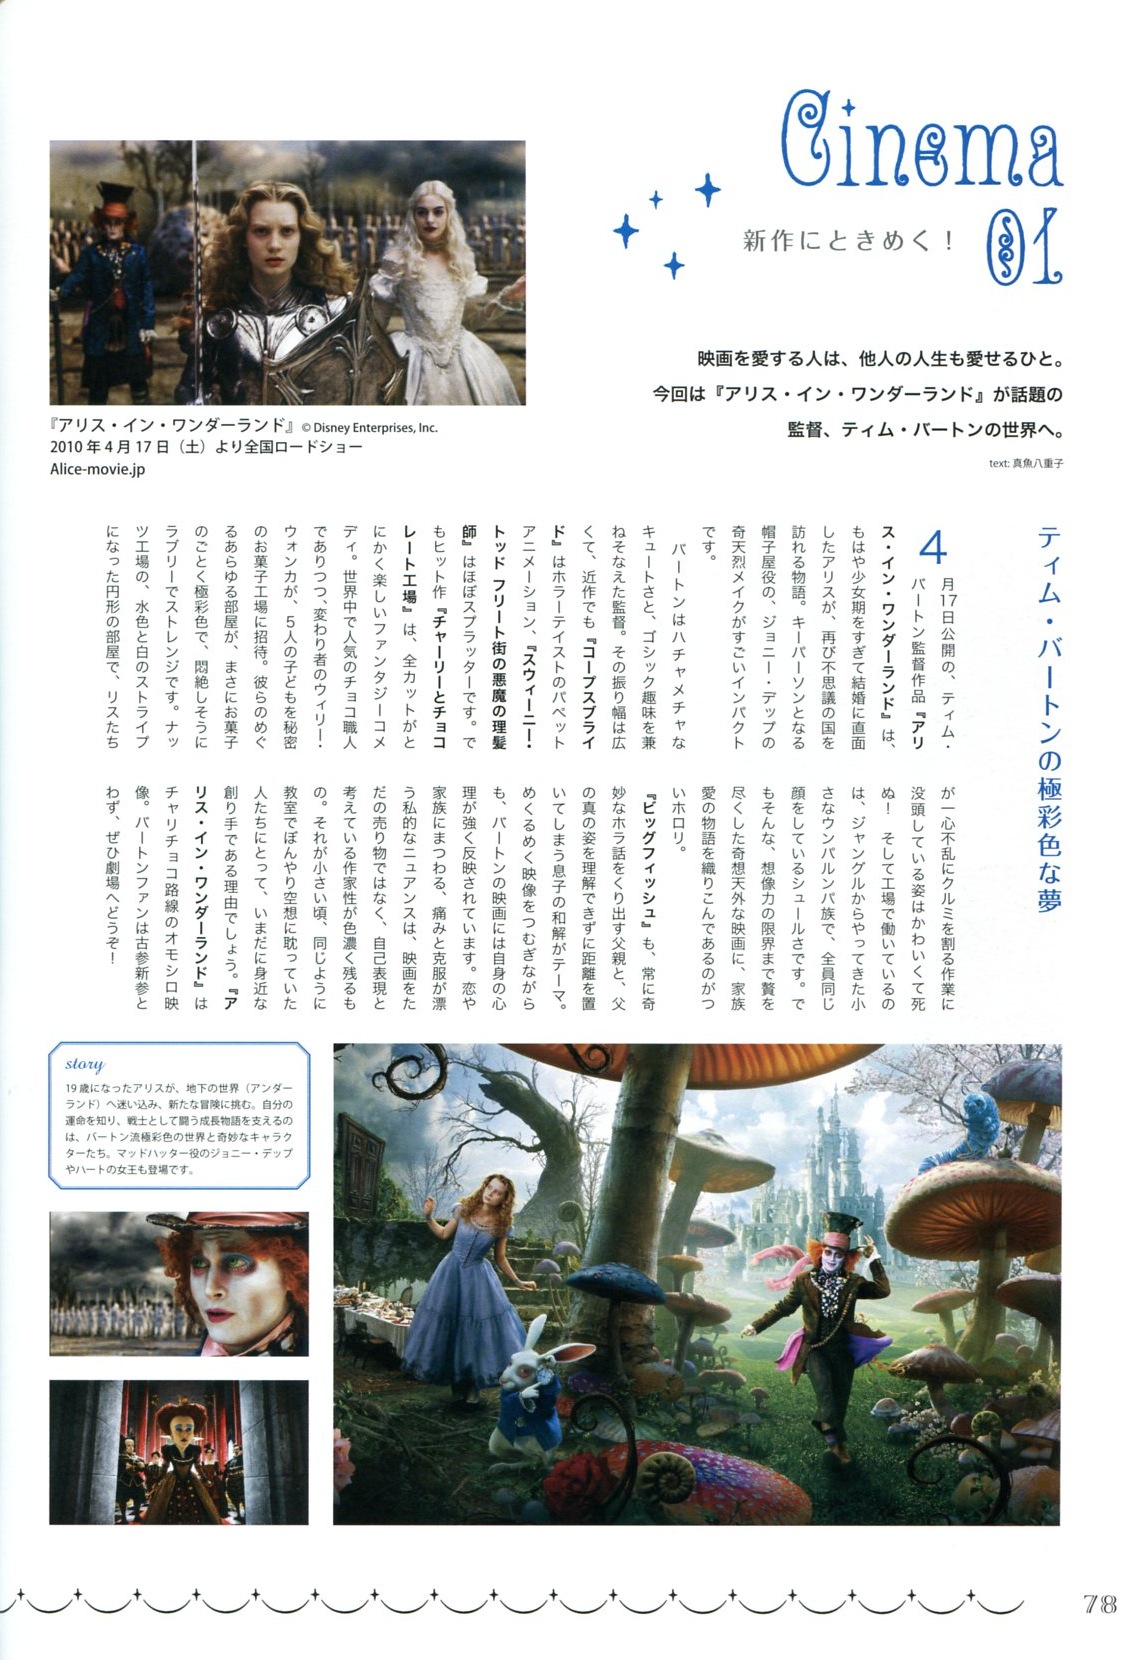 Cinema
01
新作にときめく！
映画を愛する人は、他人の人生も愛せるひと。
今回は『アリス・イン・ワンダーランド』が話題の
監督、ティム・バートンの世界へ。
text: 真魚八重子
『アリス・イン・ワンダーランド』© Disney Enterprises, Inc.
2010年4月17日（土）より全国ロードショー
Alice-movie.jp
ティム・バートンの極彩色な夢
4月17日公開の、ティム・
バートン監督作品『アリ
ス・イン・ワンダーランド』は、
もはや少女期をすぎて結婚に直面
したアリスが、再び不思議の国を
訪れる物語。キーパーソンとなる
帽子屋役の、ジョニー・デップの
奇天烈メイクがすごいインパクト
です。
バートンはハチャメチャな
キュートさと、ゴシック趣味を兼
ねそなえた監督。その振り幅は広
くて、近作でも『コープスブライ
ド』はホラーテイストのパペット
アニメーション、『スウィーニー・
トッド フリート街の悪魔の理髪
師』はほぼスプラッターです。で
もヒット作『チャーリーとチョコ
レート工場』は、全カットがと
にかく楽しいファンタジーコメ
ディ。世界中で人気のチョコ職人
でありつつ、変わり者のウィリー・
ウォンカが、5人の子どもを秘密
のお菓子工場に招待。彼らのめぐ
るあらゆる部屋が、まさにお菓子
のごとく極彩色で、悶絶しそうに
ラブリーでストレンジです。ナッ
ツ工場の、水色と白のストライプ
になった円形の部屋で、リスたち
が一心不乱にクルミを割る作業に
没頭している姿はかわいくて死
ぬ！ そして工場で働いているの
は、ジャングルからやってきた小
さなウンパルンパ族で、全員同じ
顔をしているシュールさです。で
もそんな、想像力の限界まで贅を
尽くした奇想天外な映画に、家族
愛の物語を織りこんであるのがつ
いホロリ。
『ビッグフィッシュ』も、常に奇
妙なホラ話をくり出す父親と、父
の真の姿を理解できずに距離を置
いてしまう息子の和解がテーマ。
めくるめく映像をつむぎながら
も、バートンの映画には自身の心
理が強く反映されています。恋や
家族にまつわる、痛みと克服が漂
う私的なニュアンスは、映画をた
だの売り物ではなく、自己表現と
考えている作家性が色濃く残るも
の。それが小さい頃、同じように
教室でぼんやり空想に耽っていた
人たちにとって、いまだに身近な
創り手である理由でしょう。『ア
リス・イン・ワンダーランド』は
チャリチョコ路線のオモシロ映
像。バートンファンは古参新参と
わず、ぜひ劇場へどうぞ！
story
19歳になったアリスが、地下の世界（アンダー
ランド）へ迷い込み、新たな冒険に挑む。自分の
運命を知り、戦士として闘う成長物語を支えるの
は、バートン流極彩色の世界と奇妙なキャラク
ターたち。マッドハッター役のジョニー・デップ
やハートの女王も登場です。
78